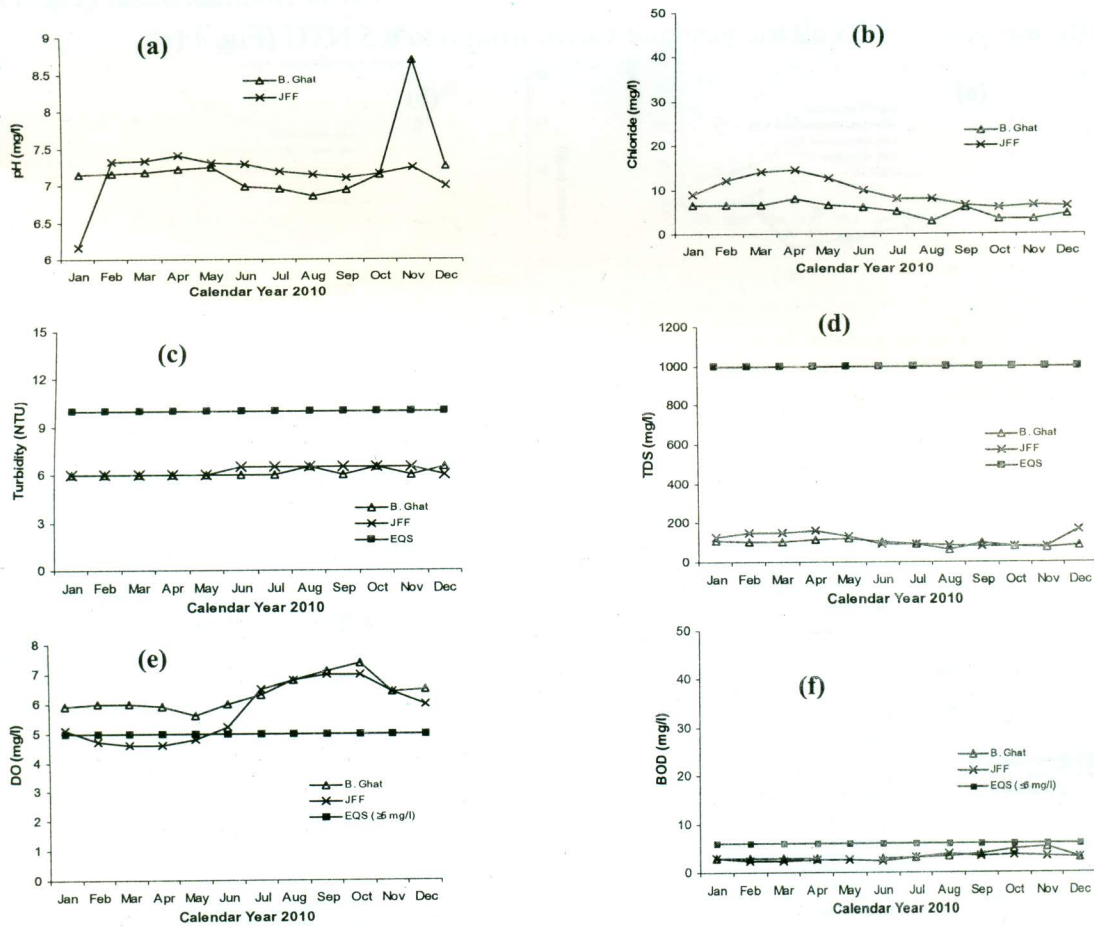 (a)
9
8.5
8
7.5
7
6.5
6
pH (mg/l)
B. Ghat
JFF
Jan Feb Mar Apr May Jun Jul Aug Sep Oct Nov Dec
Calendar Year 2010
(b)
50
40
30
20
10
0
Chloride (mg/l)
B. Ghat
JFF
Jan Feb Mar Apr May Jun Jul Aug Sep Oct Nov Dec
Calendar Year 2010
(c)
15
12
9
6
3
0
Turbidity (NTU)
B. Ghat
JFF
EQS
Jan Feb Mar Apr May Jun Jul Aug Sep Oct Nov Dec
Calendar Year 2010
(d)
1200
1000
800
600
400
200
0
TDS (mg/l)
B. Ghat
JFF
EQS
Jan Feb Mar Apr May Jun Jul Aug Sep Oct Nov Dec
Calendar Year 2010
(e)
8
7
6
5
4
3
2
1
0
DO (mg/l)
B. Ghat
JFF
EQS (≥5 mg/l)
Jan Feb Mar Apr May Jun Jul Aug Sep Oct Nov Dec
Calendar Year 2010
(f)
50
40
30
20
10
0
BOD (mg/l)
B. Ghat
JFF
EQS (≤6 mg/l)
Jan Feb Mar Apr May Jun Jul Aug Sep Oct Nov Dec
Calendar Year 2010